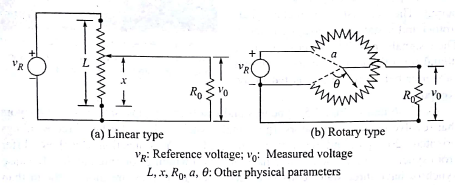 +
v_R
−
L
x
R_0
v_0
+
v_R
−
a
θ
R_0
v_0
(a) Linear type
(b) Rotary type
v_R: Reference voltage; v_0: Measured voltage
L, x, R_0, a, θ: Other physical parameters